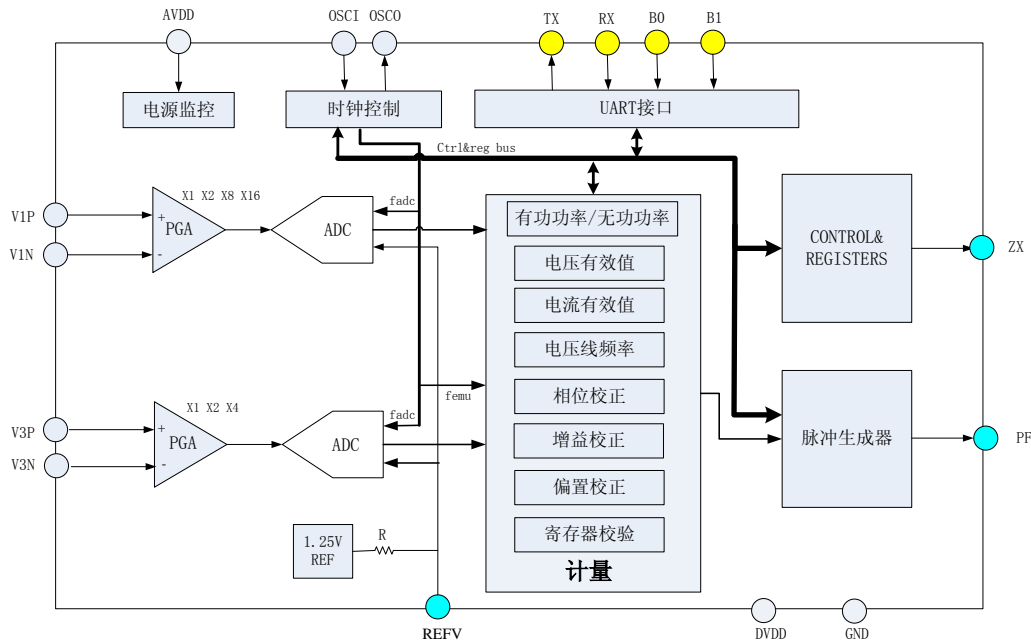 AVDD
OSCI OSCO
TX
RX
B0
B1
电源监控
时钟控制
UART接口
Ctrl&reg bus
X1 X2 X8 X16
V1P
V1N
+
PGA
-
ADC
fadc
有功功率/无功功率
电压有效值
电流有效值
电压线频率
相位校正
增益校正
偏置校正
寄存器校验
计量
CONTROL&
REGISTERS
ZX
femu
fadc
X1 X2 X4
V3P
V3N
+
PGA
-
ADC
脉冲生成器
PF
1.25V
REF
R
REFV
DVDD
GND